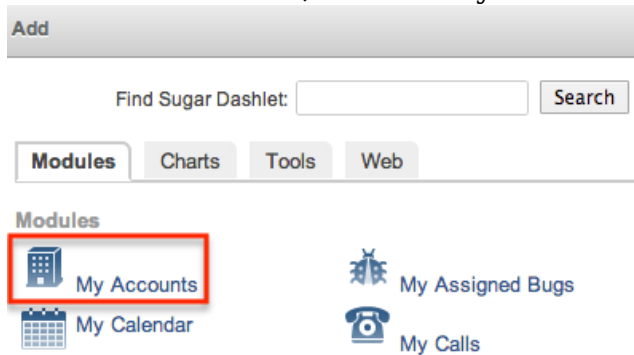 Add
Find Sugar Dashlet:
Search
Modules Charts Tools Web
Modules
My Accounts
My Assigned Bugs
My Calendar
My Calls